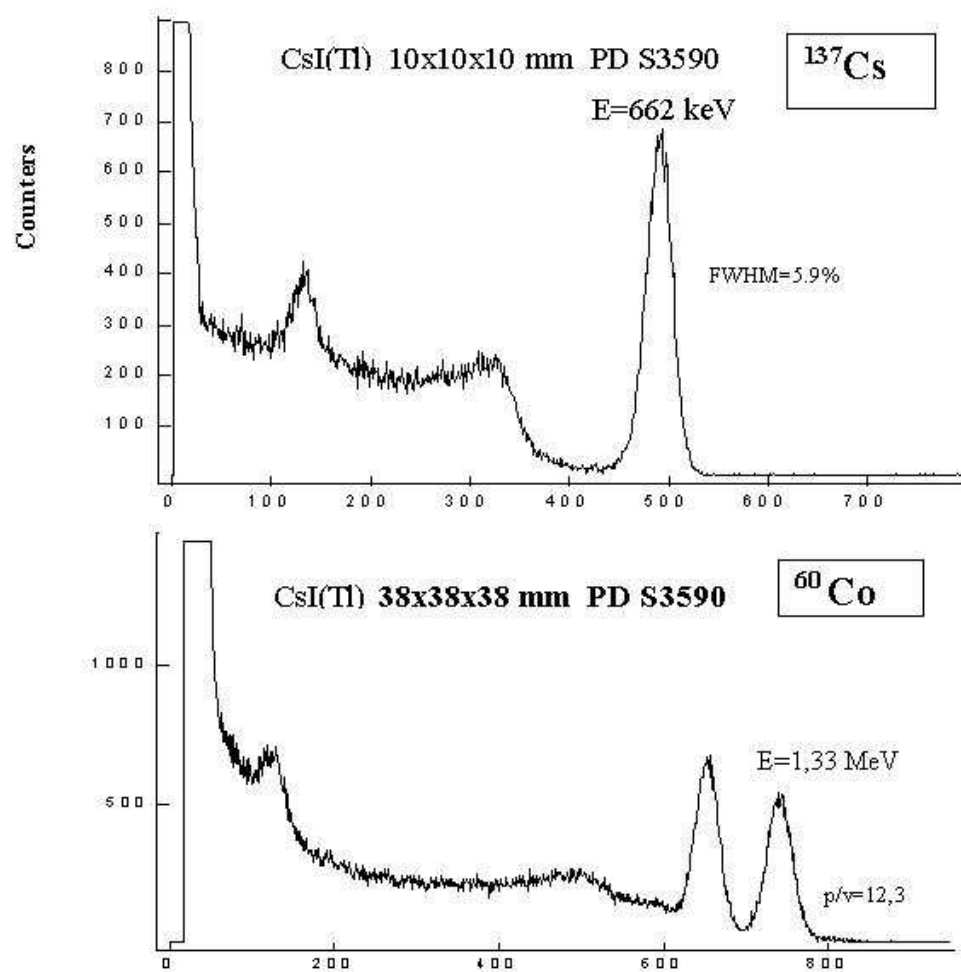 CsI(Tl) 10x10x10 mm PD S3590
¹³⁷Cs
E=662 keV
Counters
FWHM=5.9%
800
700
600
500
400
300
200
100
0 100 200 300 400 500 600 700
CsI(Tl) 38x38x38 mm PD S3590
⁶⁰Co
1000
500
E=1,33 MeV
p/v=12,3
0 200 400 600 800